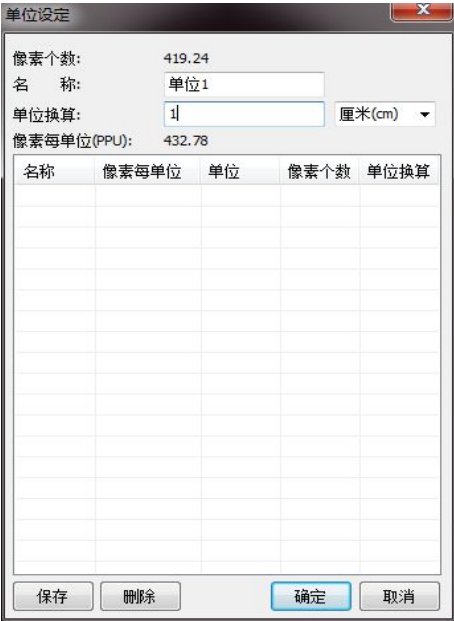 单位设定
像素个数: 419.24
名 称: 单位1
单位换算: 1 厘米(cm)
像素每单位(PPU): 432.78
名称 像素每单位 单位 像素个数 单位换算
保存 删除 确定 取消